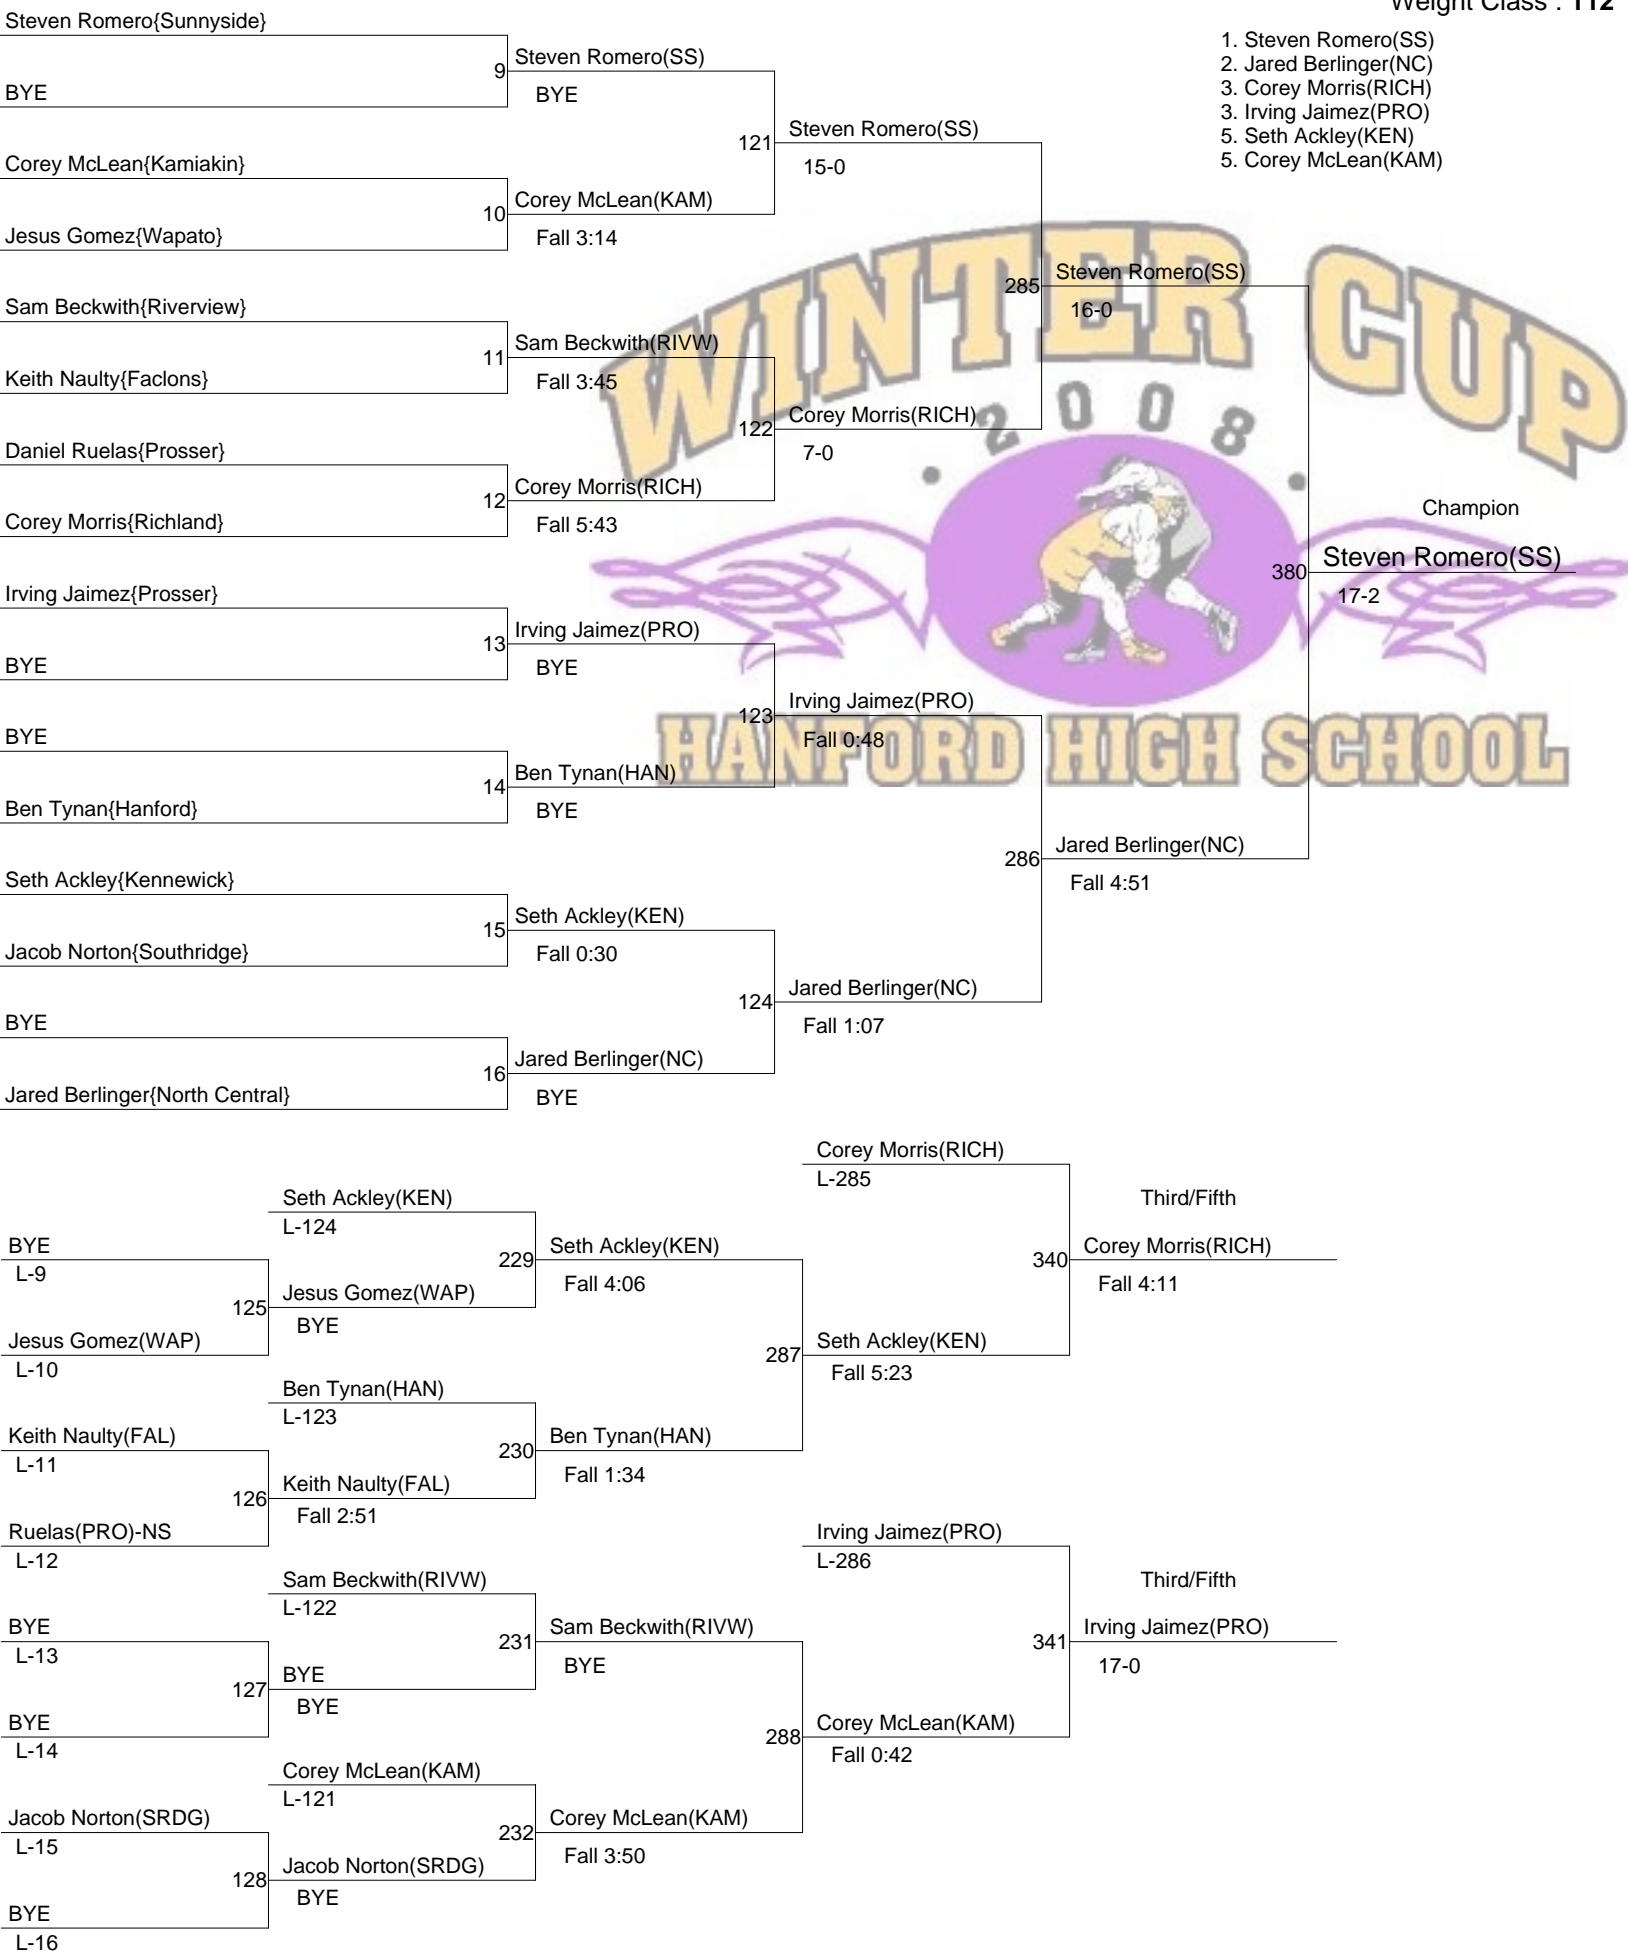 Weight Class : 112
1. Steven Romero(SS)
2. Jared Berlinger(NC)
3. Corey Morris(RICH)
3. Irving Jaimez(PRO)
5. Seth Ackley(KEN)
5. Corey McLean(KAM)
WINTER CUP
2008
HANFORD HIGH SCHOOL
Steven Romero{Sunnyside}
BYE
Corey McLean{Kamiakin}
Jesus Gomez{Wapato}
Sam Beckwith{Riverview}
Keith Naulty{Faclons}
Daniel Ruelas{Prosser}
Corey Morris{Richland}
Irving Jaimez{Prosser}
BYE
BYE
Ben Tynan{Hanford}
Seth Ackley{Kennewick}
Jacob Norton{Southridge}
BYE
Jared Berlinger{North Central}
9
Steven Romero(SS)
BYE
10
Corey McLean(KAM)
Fall 3:14
11
Sam Beckwith(RIVW)
Fall 3:45
12
Corey Morris(RICH)
Fall 5:43
13
Irving Jaimez(PRO)
BYE
14
Ben Tynan(HAN)
BYE
15
Seth Ackley(KEN)
Fall 0:30
16
Jared Berlinger(NC)
BYE
121
Steven Romero(SS)
15-0
122
Corey Morris(RICH)
7-0
123
Irving Jaimez(PRO)
Fall 0:48
124
Jared Berlinger(NC)
Fall 1:07
285
Steven Romero(SS)
16-0
286
Jared Berlinger(NC)
Fall 4:51
Champion
380
Steven Romero(SS)
17-2
BYE
L-9
Jesus Gomez(WAP)
L-10
Keith Naulty(FAL)
L-11
Ruelas(PRO)-NS
L-12
BYE
L-13
BYE
L-14
Jacob Norton(SRDG)
L-15
BYE
L-16
Seth Ackley(KEN)
L-124
125
Jesus Gomez(WAP)
BYE
Ben Tynan(HAN)
L-123
126
Keith Naulty(FAL)
Fall 2:51
Sam Beckwith(RIVW)
L-122
127
BYE
BYE
Corey McLean(KAM)
L-121
128
Jacob Norton(SRDG)
BYE
229
Seth Ackley(KEN)
Fall 4:06
230
Ben Tynan(HAN)
Fall 1:34
231
Sam Beckwith(RIVW)
BYE
232
Corey McLean(KAM)
Fall 3:50
Corey Morris(RICH)
L-285
287
Seth Ackley(KEN)
Fall 5:23
Irving Jaimez(PRO)
L-286
288
Corey McLean(KAM)
Fall 0:42
Third/Fifth
340
Corey Morris(RICH)
Fall 4:11
Third/Fifth
341
Irving Jaimez(PRO)
17-0